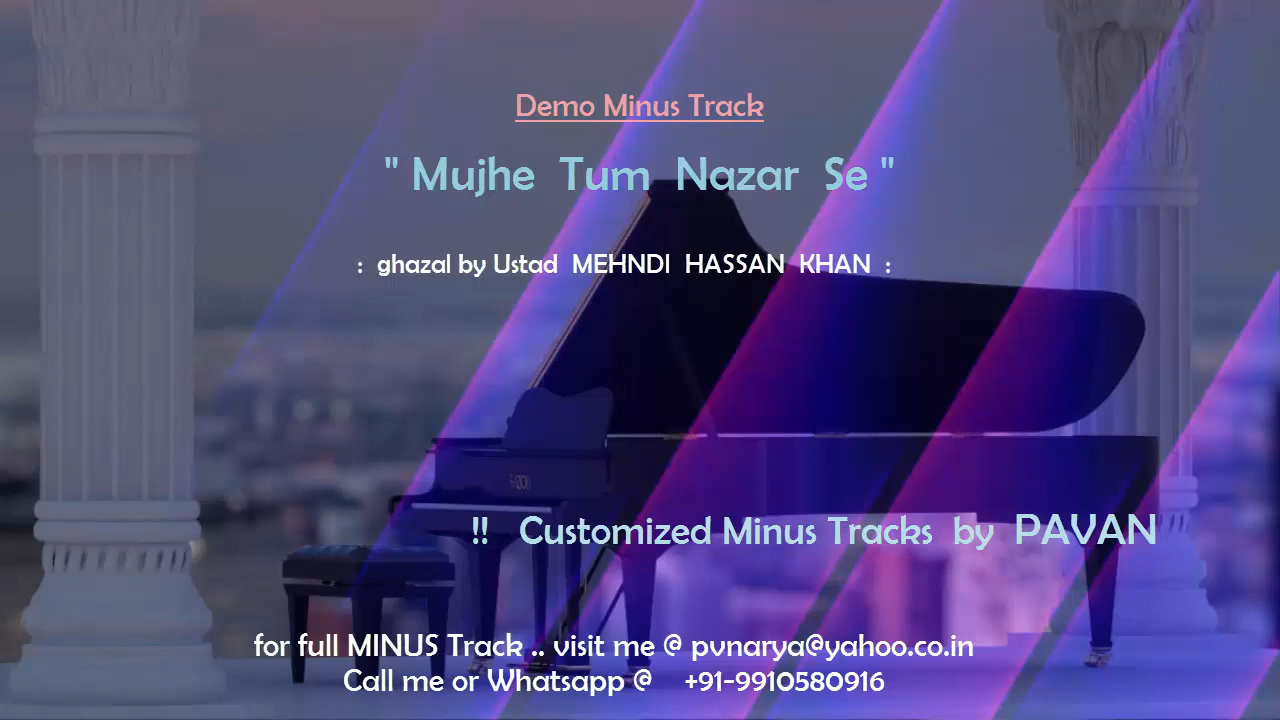 Demo Minus Track
" Mujhe Tum Nazar Se "
: ghazal by Ustad MEHNDI HASSAN KHAN :
!! Customized Minus Tracks by PAVAN
for full MINUS Track .. visit me @ pvnarya@yahoo.co.in
Call me or Whatsapp @ +91-9910580916